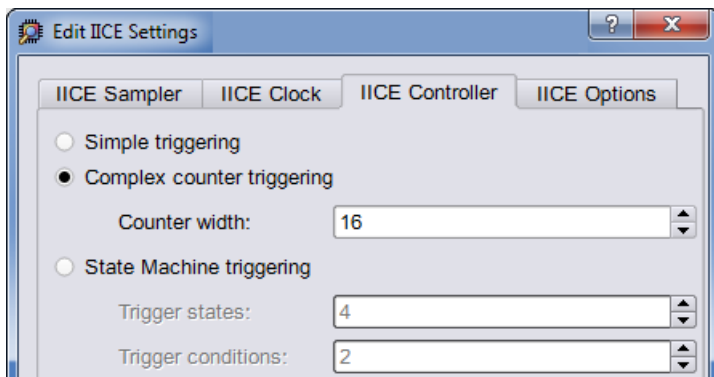 Edit IICE Settings
?
X
IICE Sampler IICE Clock IICE Controller IICE Options
Simple triggering
Complex counter triggering
Counter width: 16
State Machine triggering
Trigger states: 4
Trigger conditions: 2